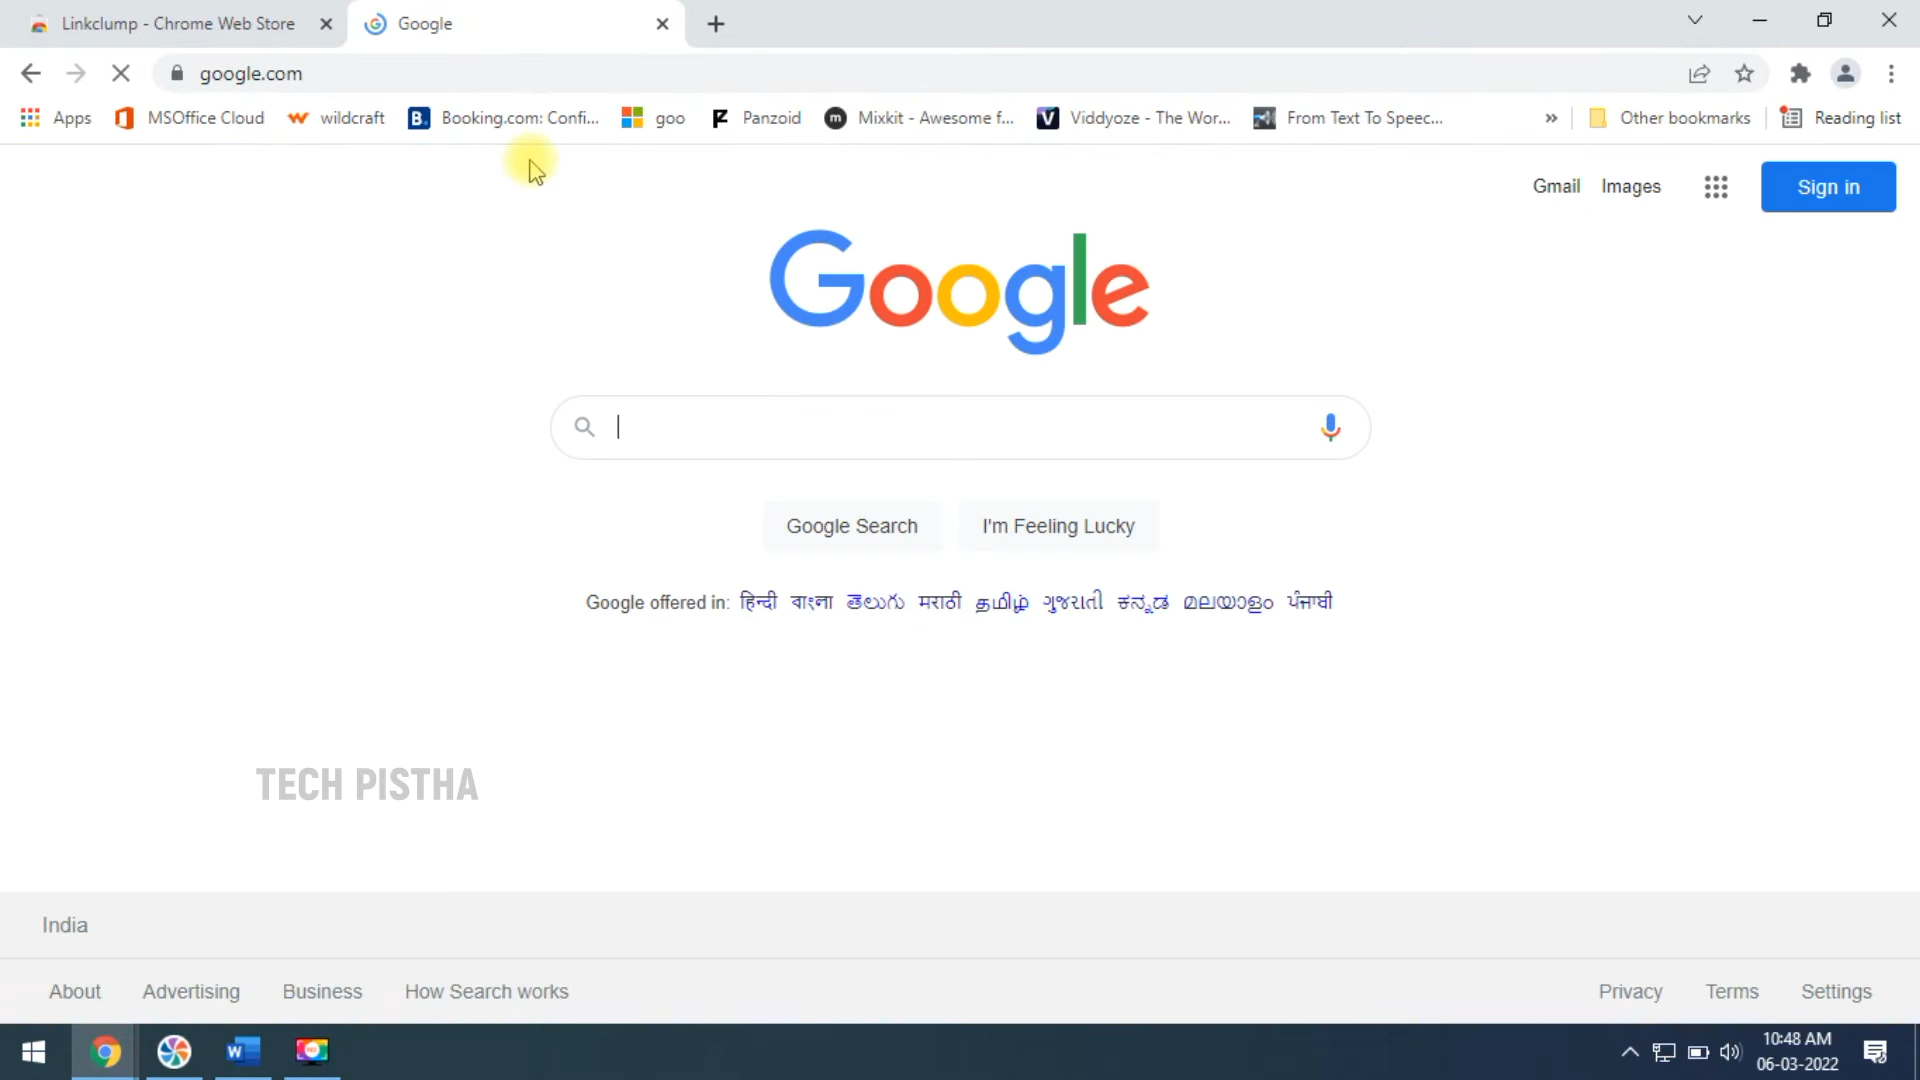 Linkclump - Chrome Web Store
Google
google.com
Apps
MSOffice Cloud
wildcraft
B.
Booking.com: Confi...
goo
Panzoid
m
Mixkit - Awesome f...
V
Viddyoze - The Wor...
From Text To Speec...
»
Other bookmarks
Reading list
Gmail
Images
Sign in
Google
Google Search
I'm Feeling Lucky
Google offered in: हिन्दी বাংলা తెలుగు मराठी தமிழ் ગુજરાતી ಕನ್ನಡ മലയാളം ਪੰਜਾਬੀ
TECH PISTHA
India
About
Advertising
Business
How Search works
Privacy
Terms
Settings
W
10:48 AM
06-03-2022